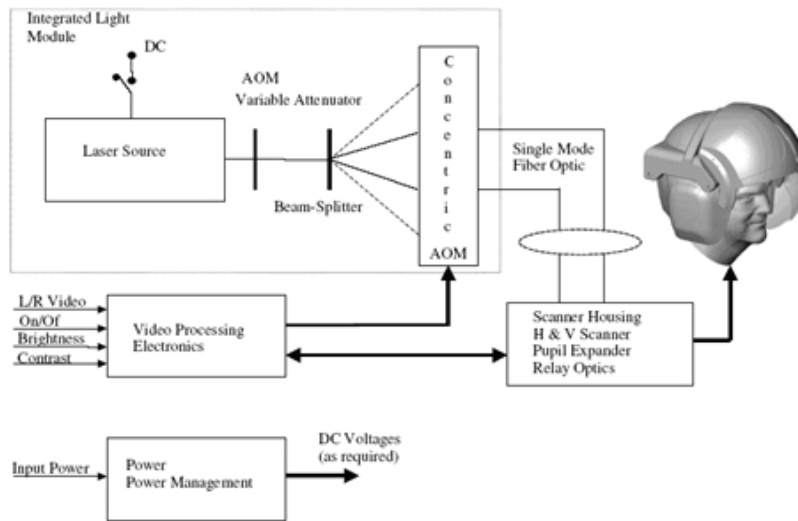 Integrated Light
Module
DC
AOM
Variable Attenuator
Laser Source
Beam-Splitter
Concentric
AOM
Single Mode
Fiber Optic
L/R Video
On/Of
Brightness
Contrast
Video Processing
Electronics
Scanner Housing
H & V Scanner
Pupil Expander
Relay Optics
Input Power
Power
Power Management
DC Voltages
(as required)